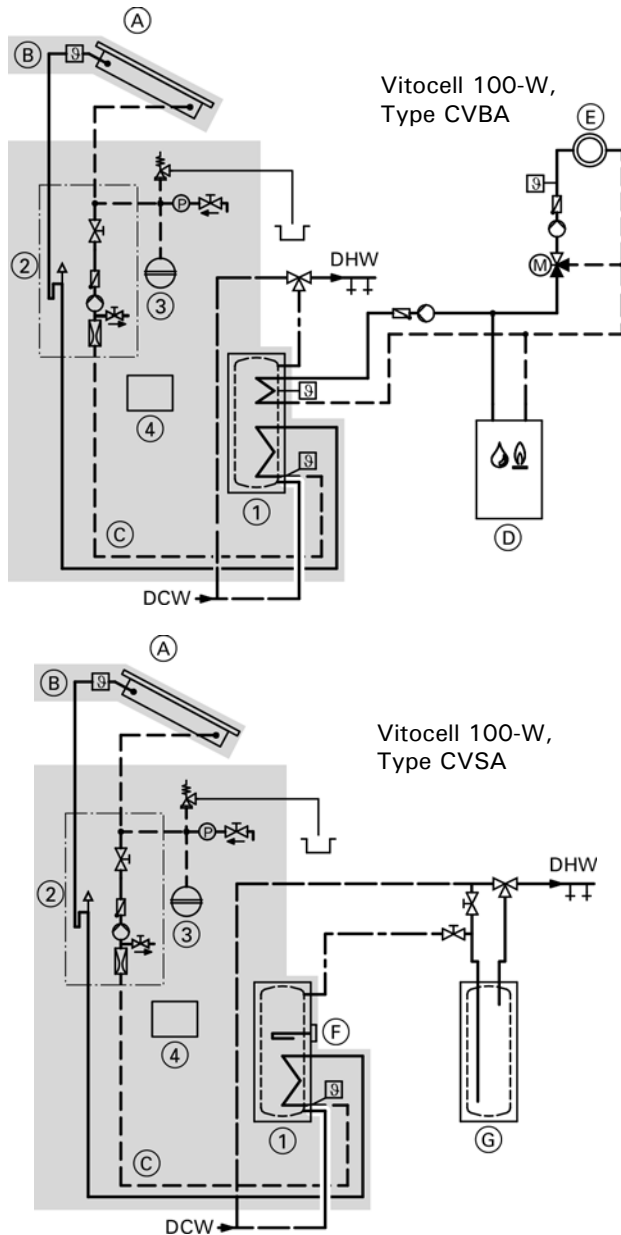 A
B
ϑ
Vitocell 100-W,
Type CVBA
E
ϑ
P
2
3
DHW
M
4
ϑ
ϑ
1
D
C
DCW
A
B
ϑ
Vitocell 100-W,
Type CVSA
P
DHW
2
3
4
F
ϑ
1
G
C
DCW